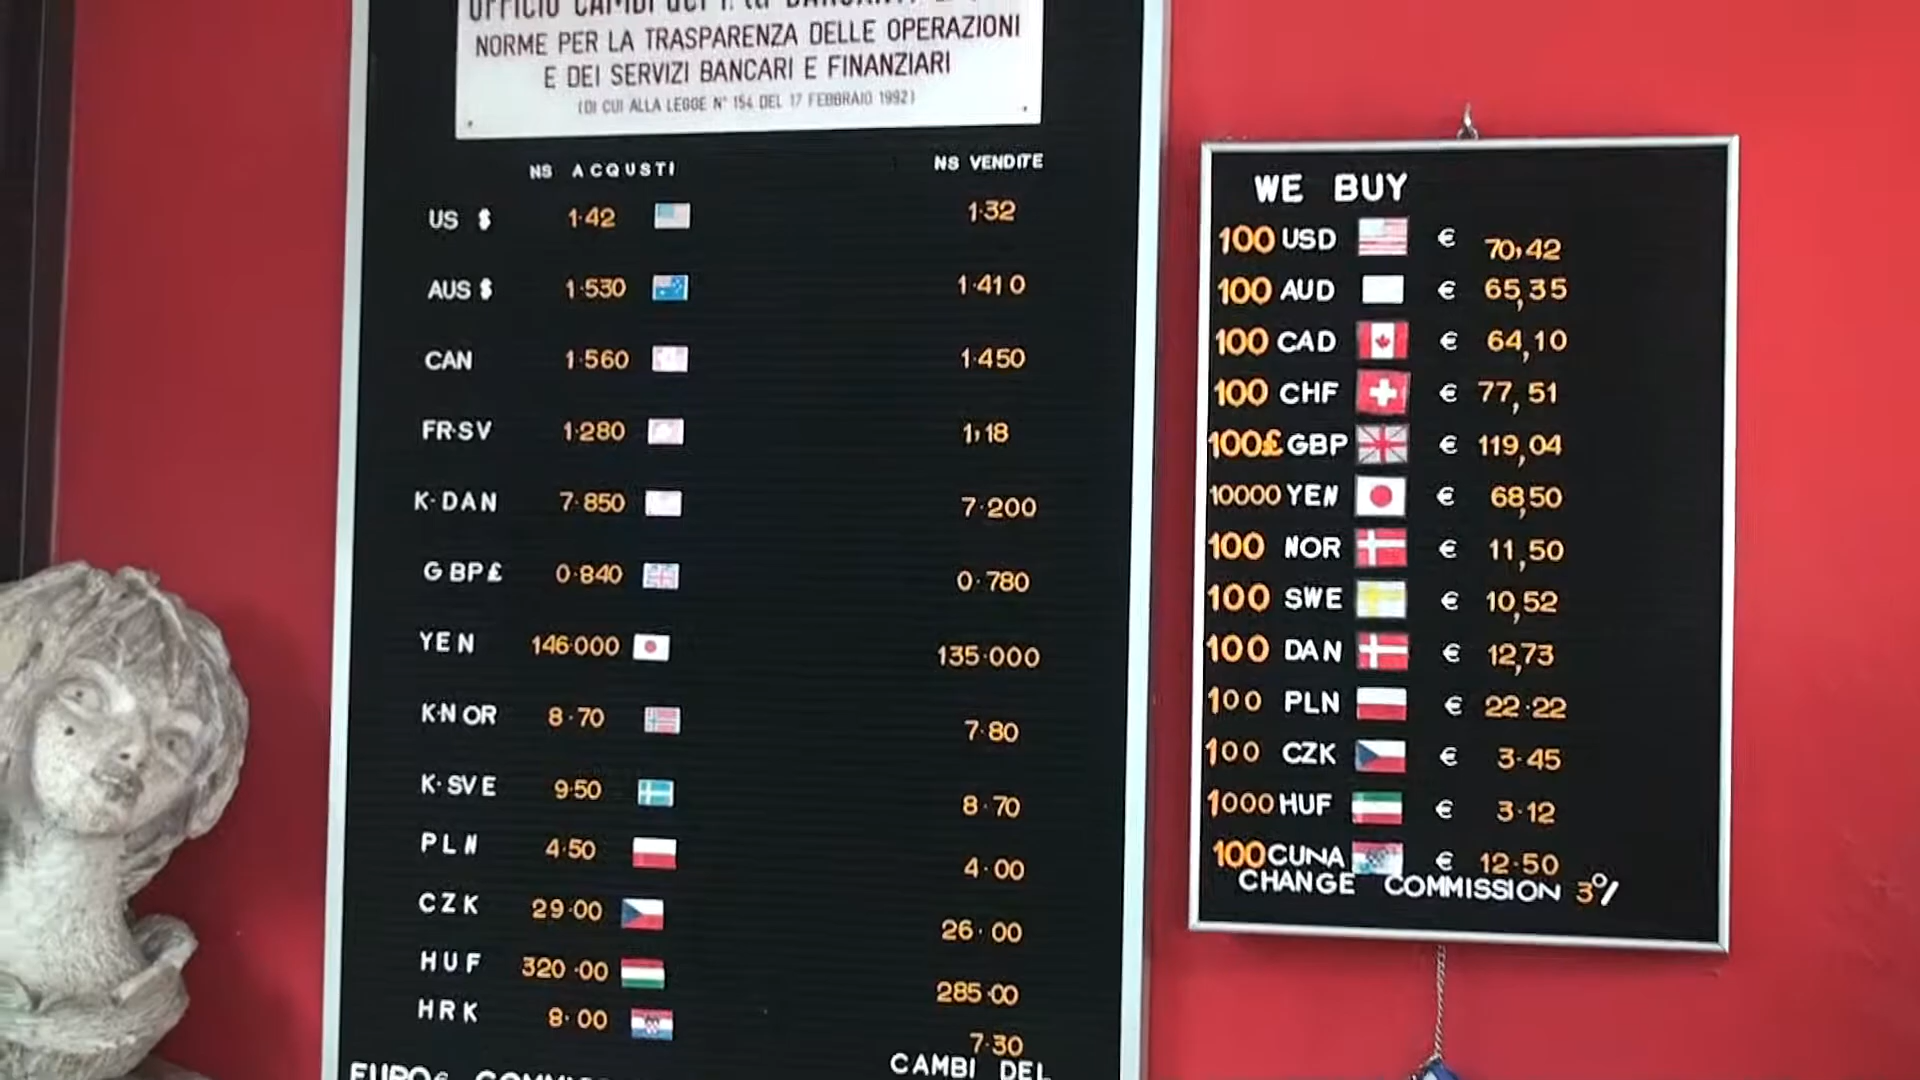 UFFICIO CAMBI
NORME PER LA TRASPARENZA DELLE OPERAZIONI
E DEI SERVIZI BANCARI E FINANZIARI
(DI CUI ALLA LEGGE N° 154 DEL 17 FEBBRAIO 1992)
NS ACQUSTI NS VENDITE
US $ 1·42 1·32
AUS $ 1·530 1·410
CAN 1·560 1·450
FR·SV 1·280 1,18
K·DAN 7·850 7·200
GBP£ 0·840 0·780
YEN 146·000 135·000
K·NOR 8·70 7·80
K·SVE 9·50 8·70
PLN 4·50 4·00
CZK 29·00 26·00
HUF 320·00 285·00
HRK 8·00 7·30
CAMBI DEL
WE BUY
100 USD € 70,42
100 AUD € 65,35
100 CAD € 64,10
100 CHF € 77,51
100£ GBP € 119,04
10000 YEN € 68,50
100 NOR € 11,50
100 SWE € 10,52
100 DAN € 12,73
100 PLN € 22·22
100 CZK € 3·45
1000 HUF € 3·12
100 CUNA € 12·50
CHANGE COMMISSION 3%